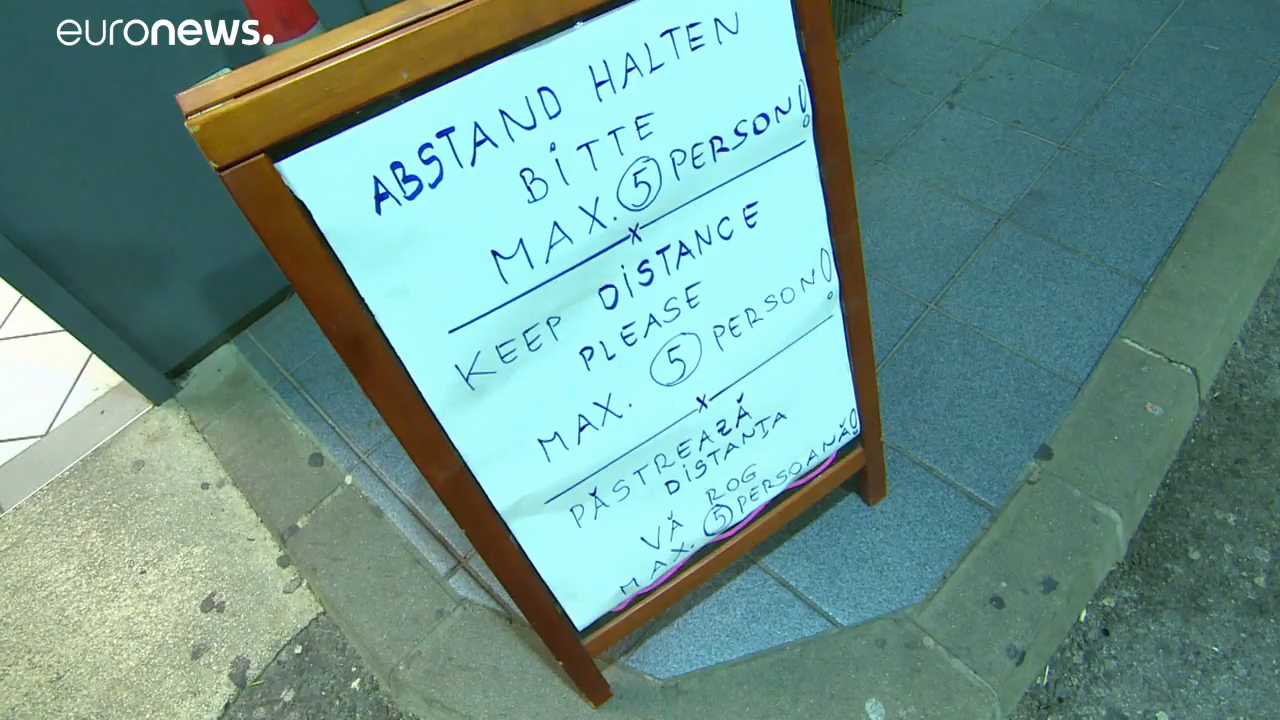 euronews.
ABSTAND HALTEN
BITTE
MAX. 5 PERSON!
KEEP DISTANCE
PLEASE
MAX. 5 PERSON!
PĂSTREAZĂ
DISTANȚA
VĂ ROG
MAX. 5 PERSOANĂ!